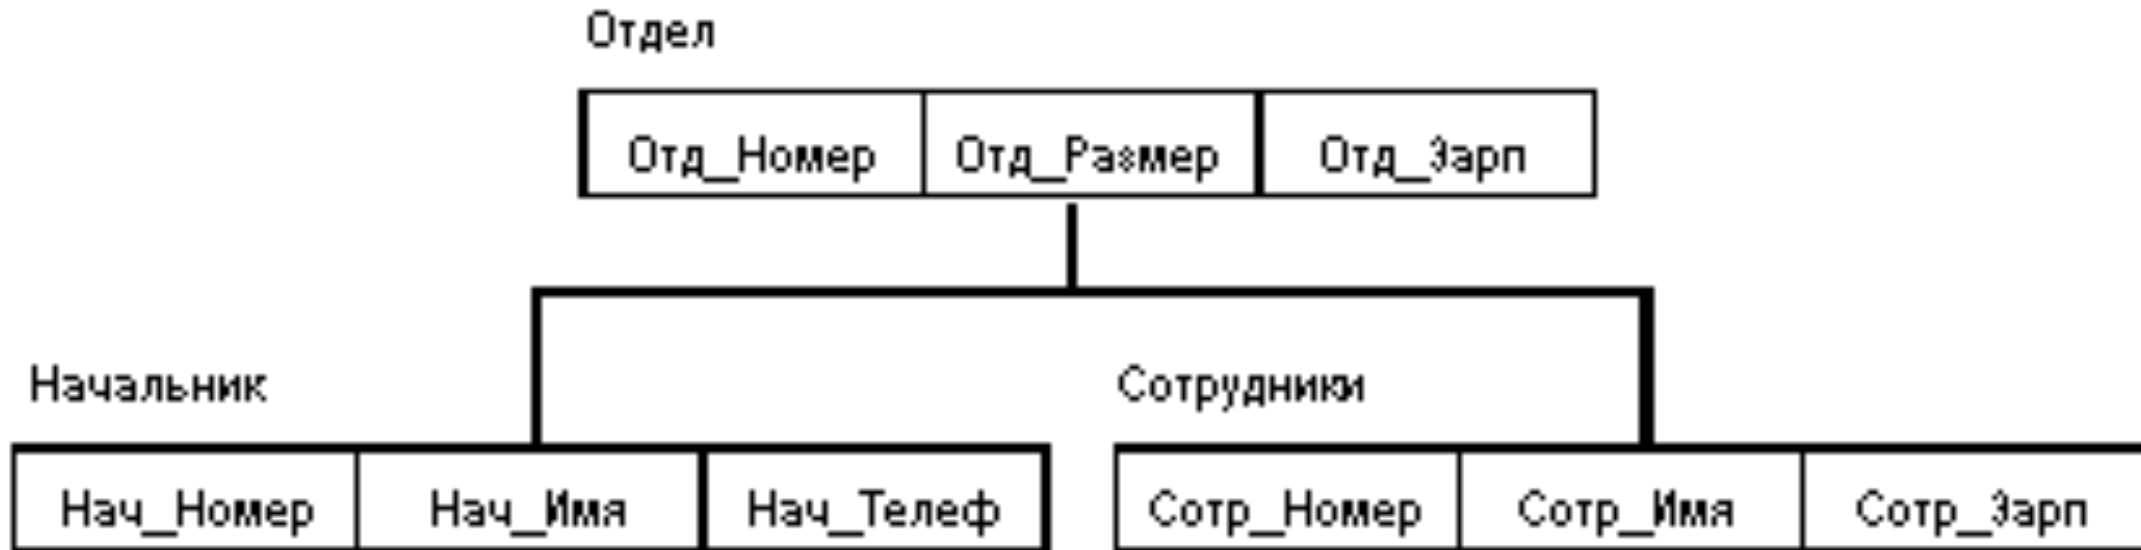 Отдел
Отд_Номер Отд_Размер Отд_Зарп
Начальник Сотрудники
Нач_Номер Нач_Имя Нач_Телеф Сотр_Номер Сотр_Имя Сотр_Зарп